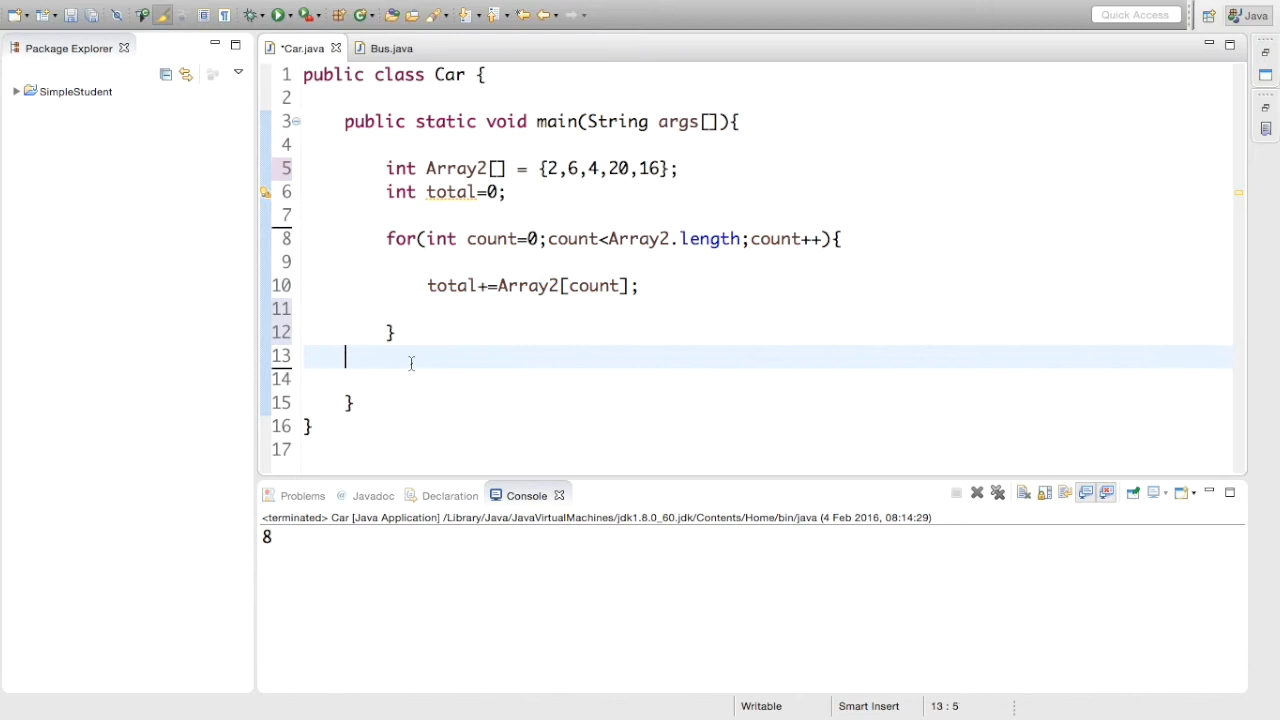 Quick Access
Java
Package Explorer
*Car.java
Bus.java
SimpleStudent
1 public class Car {
2
3 public static void main(String args[]){
4
5 int Array2[] = {2,6,4,20,16};
6 int total=0;
7
8 for(int count=0;count<Array2.length;count++){
9
10 total+=Array2[count];
11
12 }
13
14
15 }
16 }
17
Problems @ Javadoc Declaration Console
<terminated> Car [Java Application] /Library/Java/JavaVirtualMachines/jdk1.8.0_60.jdk/Contents/Home/bin/java (4 Feb 2016, 08:14:29)
8
Writable Smart Insert 13 : 5